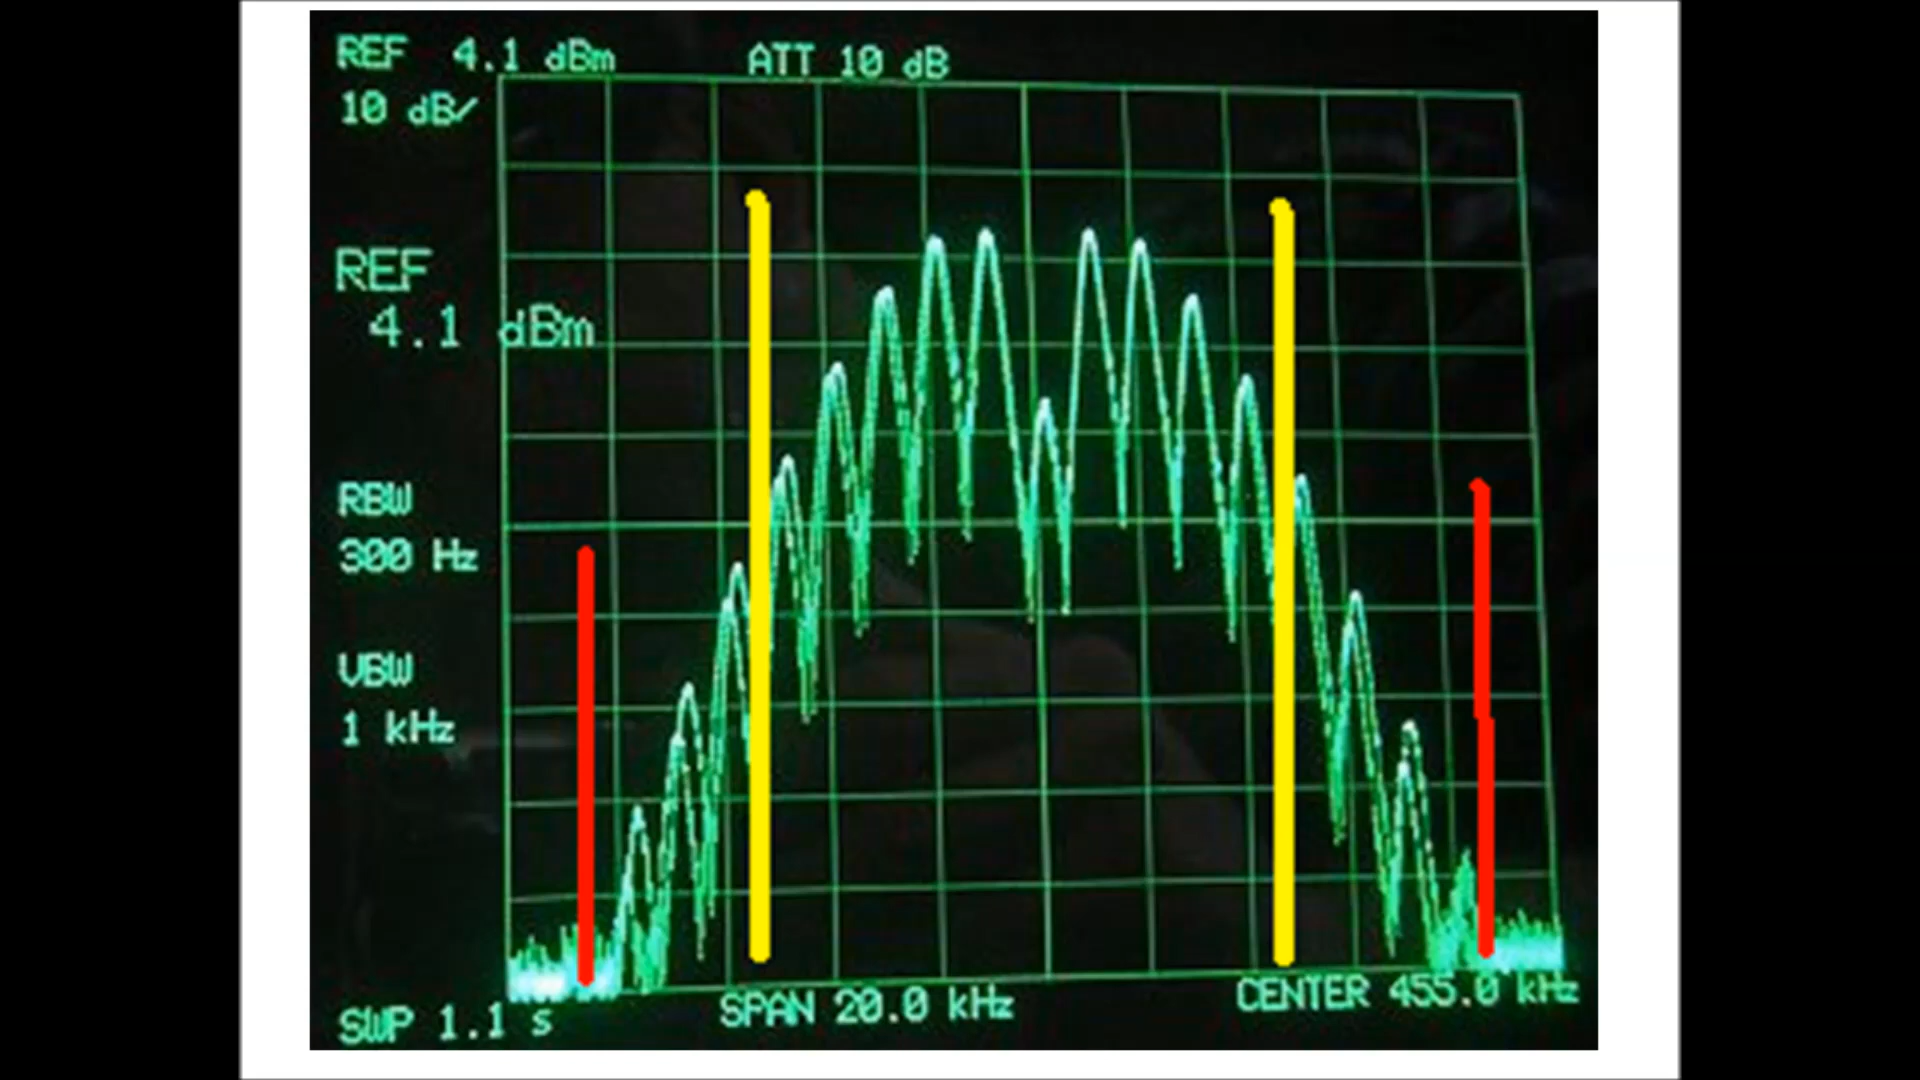 REF 4.1 dBm ATT 10 dB
10 dB/
REF
4.1 dBm
RBW
300 Hz
VBW
1 kHz
SWP 1.1 s SPAN 20.0 kHz CENTER 455.0 kHz